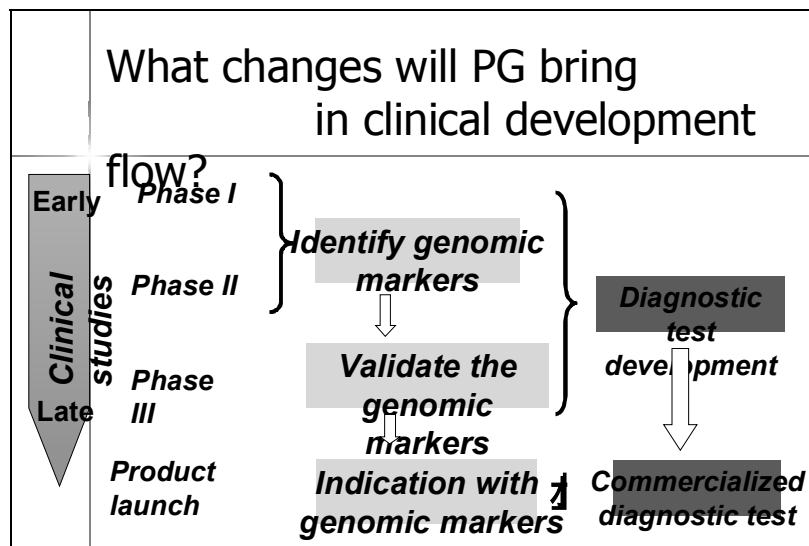 What changes will PG bring
in clinical development
flow?
Early
Clinical
studies
Late
Phase I
Phase II
Phase
III
Product
launch
Identify genomic
markers
Validate the
genomic
markers
Indication with
genomic markers
Diagnostic
test
development
Commercialized
diagnostic test